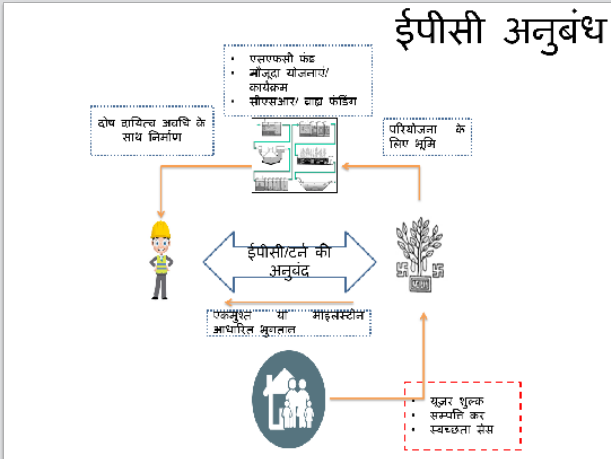 ईपीसी अनुबंध
एसएफसी फंड
मौजूदा योजनाएं/
कार्यक्रम
सीएसआर/ वाह्य फंडिंग
दोष दायित्व अवधि के
साथ निर्माण
परियोजना के
लिए भूमि
ईपीसी/टर्न की
अनुबंद
एकमुश्त या माइलस्टोन
आधारित भुगतान
यूजर शुल्क
सम्पत्ति कर
स्वच्छता सेस